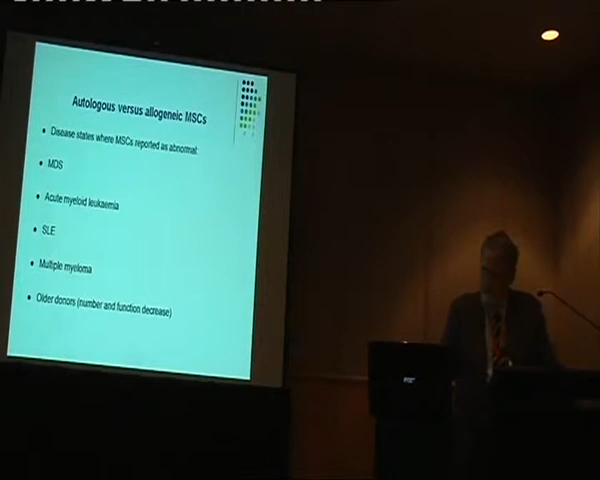 Autologous versus allogeneic MSCs
• Disease states where MSCs reported as abnormal:
• MDS
• Acute myeloid leukaemia
• SLE
• Multiple myeloma
• Older donors (number and function decrease)